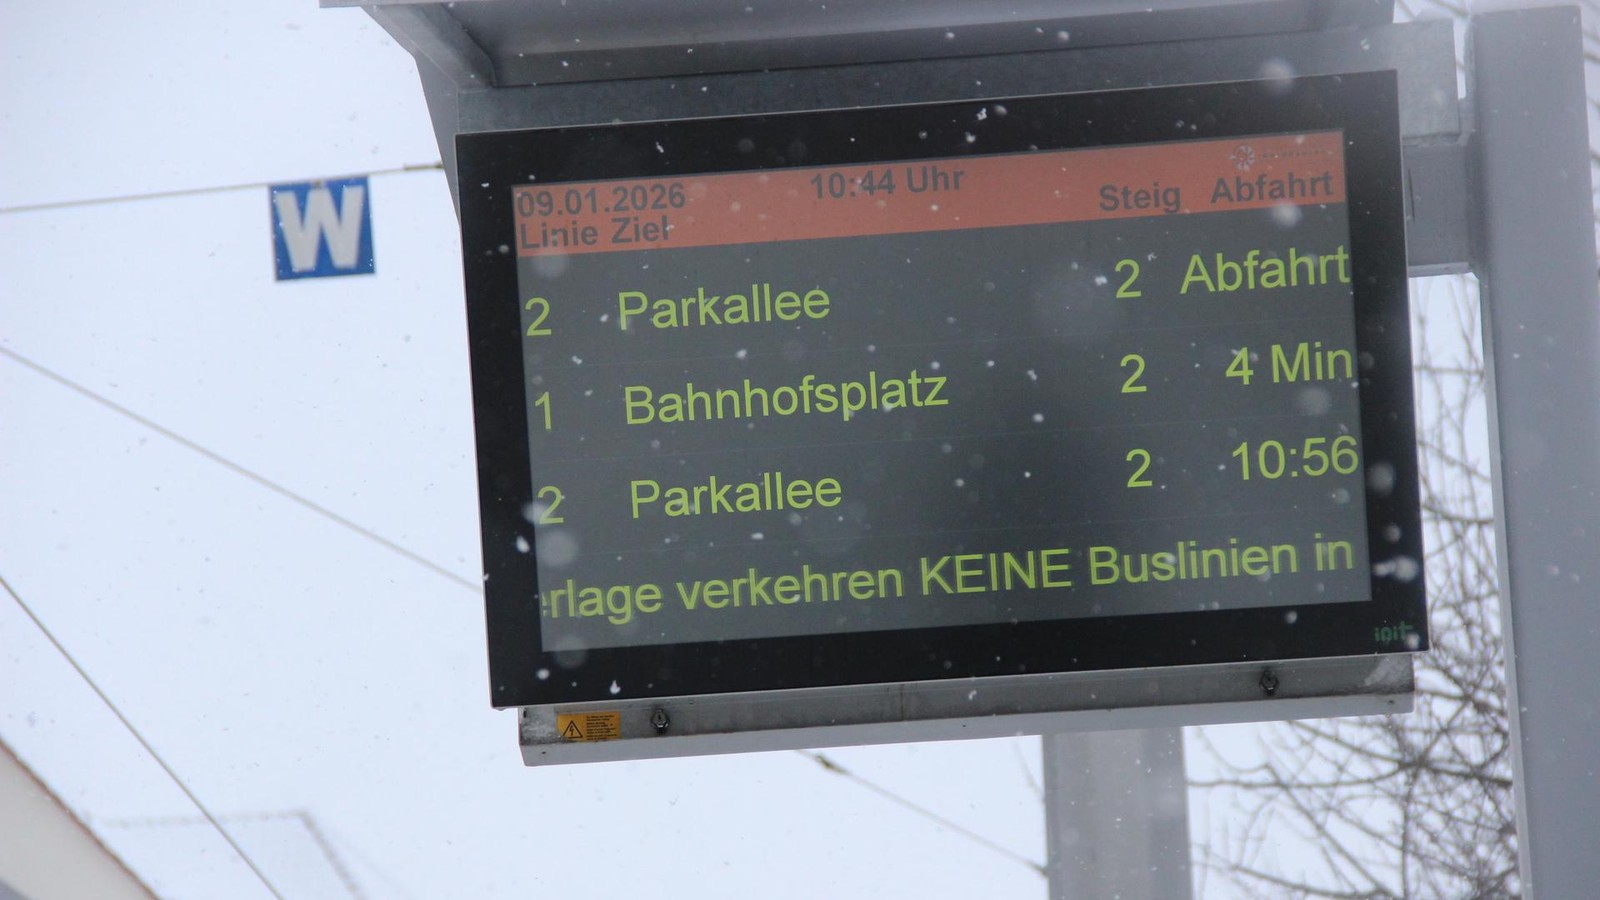 W
09.01.2026 10:44 Uhr
Linie Ziel Steig Abfahrt
2 Parkallee 2 Abfahrt
1 Bahnhofsplatz 2 4 Min
2 Parkallee 2 10:56
rlage verkehren KEINE Buslinien in
init